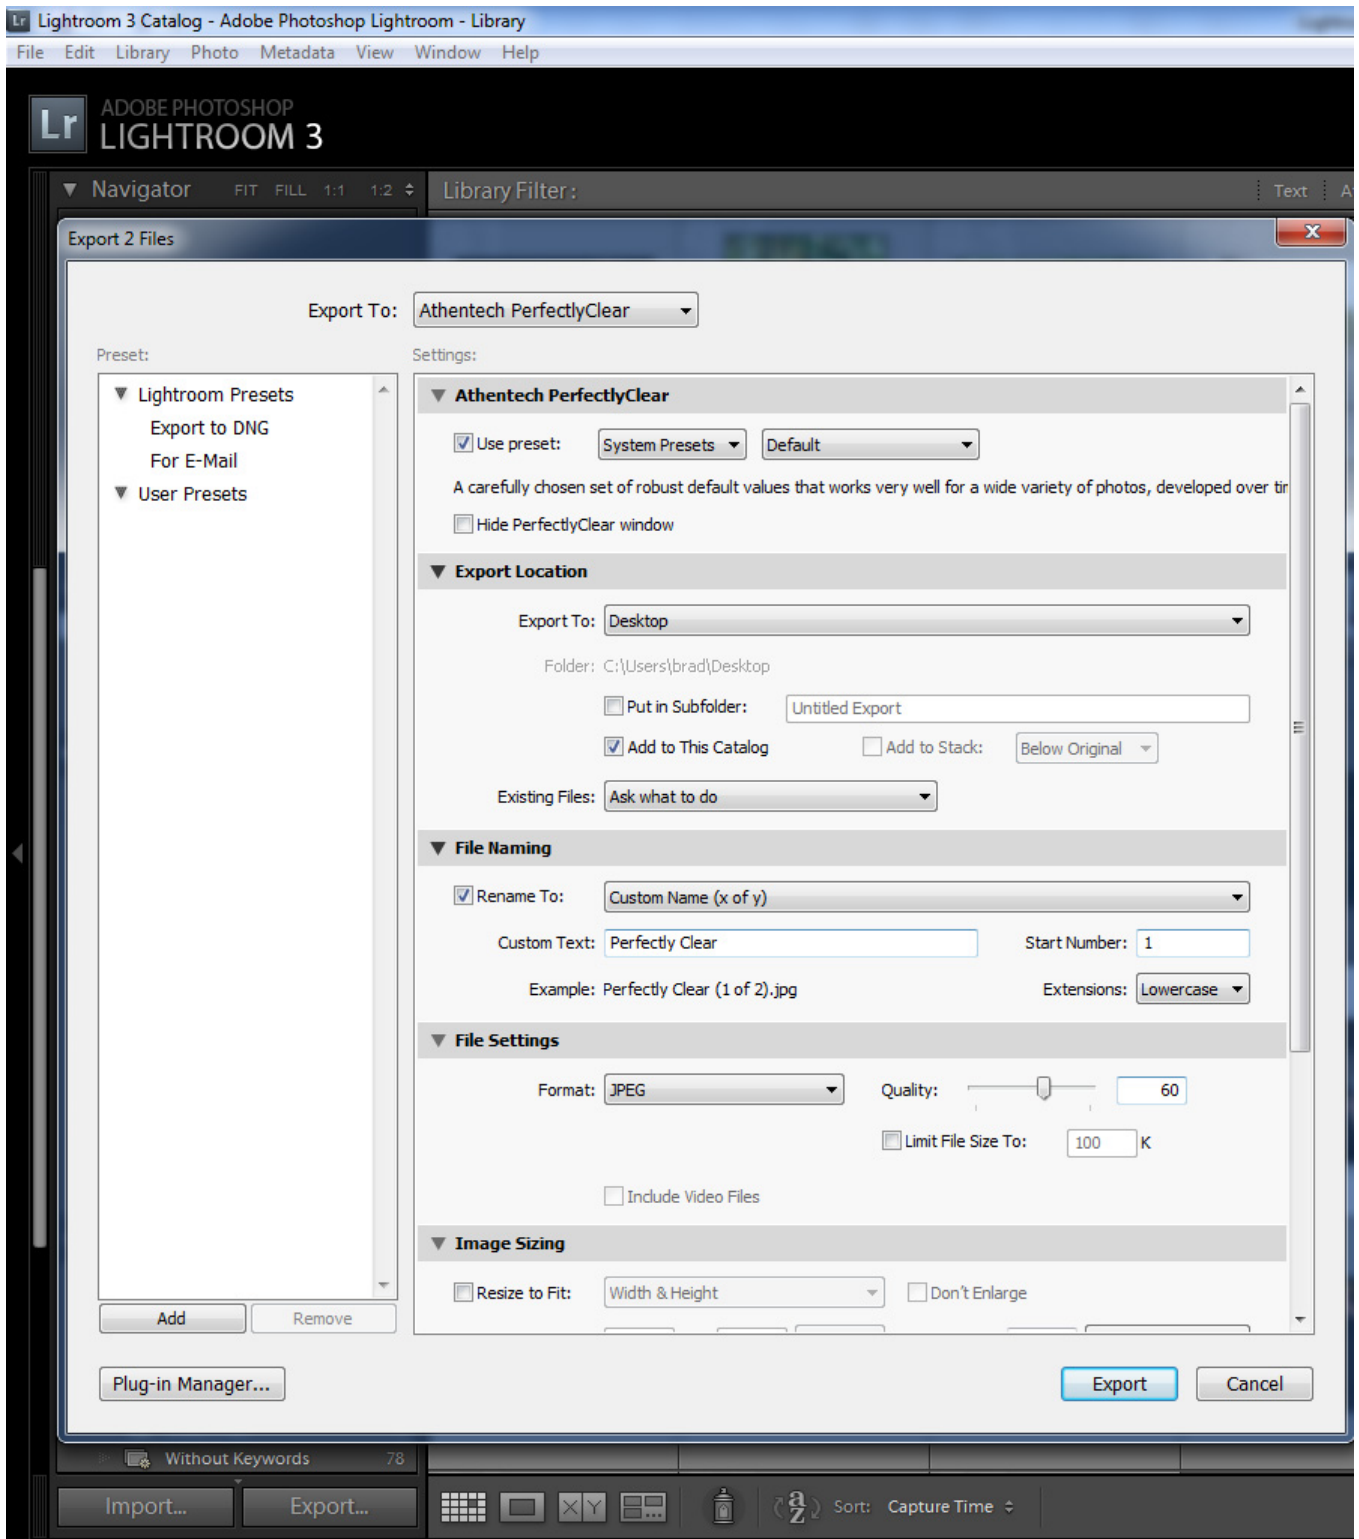 Lr Lightroom 3 Catalog - Adobe Photoshop Lightroom - Library
File Edit Library Photo Metadata View Window Help
Lr ADOBE PHOTOSHOP
LIGHTROOM 3
Navigator FIT FILL 1:1 1:2 Library Filter : Text
Export 2 Files
Export To: Athentech PerfectlyClear
Preset: Settings:
Lightroom Presets
Export to DNG
For E-Mail
User Presets
Athentech PerfectlyClear
Use preset: System Presets Default
A carefully chosen set of robust default values that works very well for a wide variety of photos, developed over
Hide PerfectlyClear window
Export Location
Export To: Desktop
Folder: C:\Users\brad\Desktop
Put in Subfolder: Untitled Export
Add to This Catalog Add to Stack: Below Original
Existing Files: Ask what to do
File Naming
Rename To: Custom Name (x of y)
Custom Text: Perfectly Clear Start Number: 1
Example: Perfectly Clear (1 of 2).jpg Extensions: Lowercase
File Settings
Format: JPEG Quality: 60
Limit File Size To: 100 K
Include Video Files
Image Sizing
Resize to Fit: Width & Height Don't Enlarge
Add Remove
Plug-in Manager... Export Cancel
Without Keywords 78
Import... Export... X Y a z Sort: Capture Time